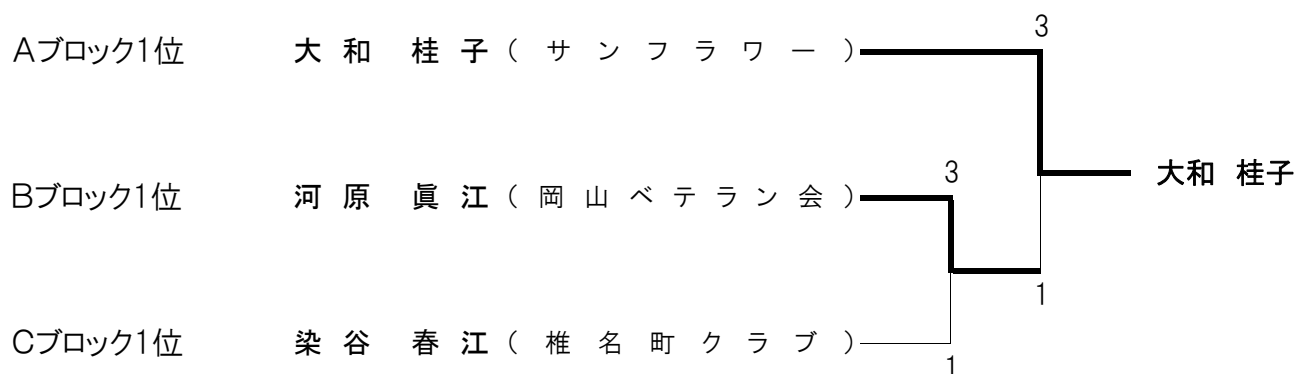 3
Aブロック1位 大和 桂子 (サンフラワー)
大和 桂子
3
Bブロック1位 河原 眞江 (岡山ベテラン会)
1
Cブロック1位 染谷 春江 (椎名町クラブ)
1